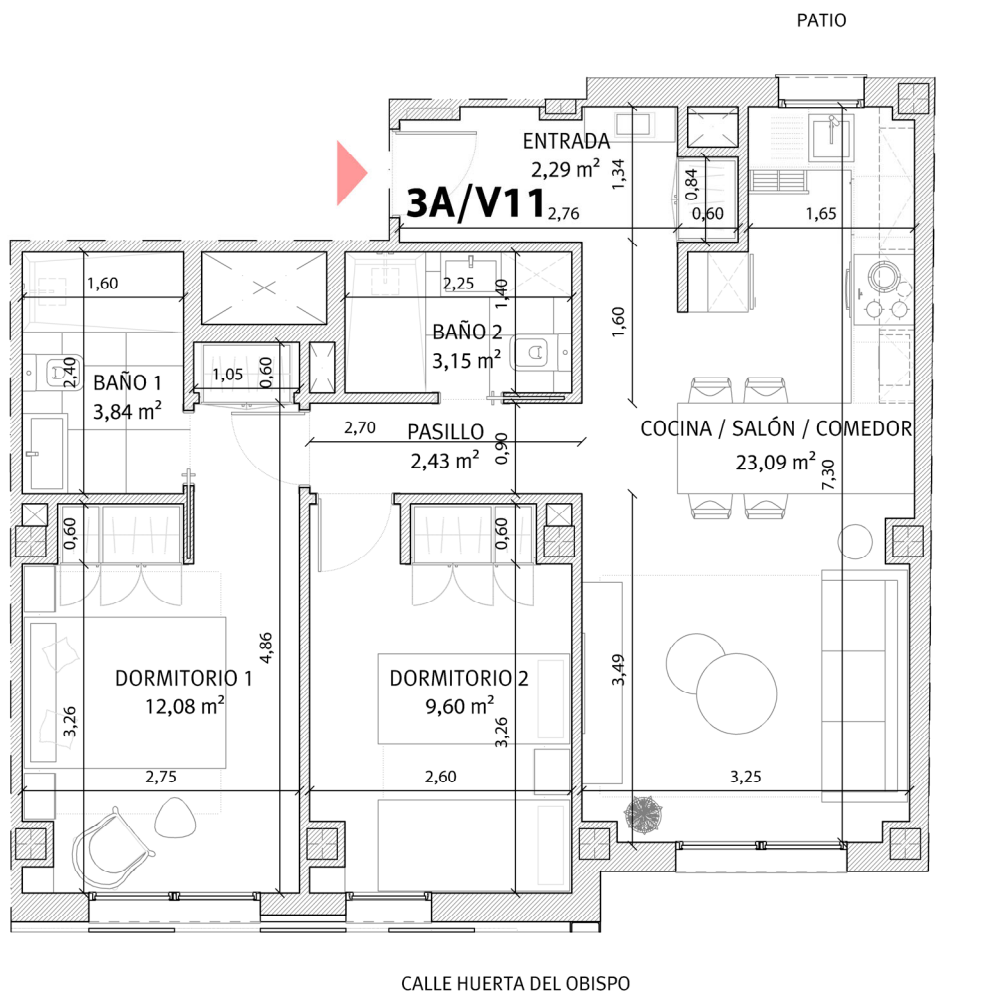 PATIO
ENTRADA
2,29 m²
1,34
0,84
3A/V11
2,76
0,60
1,65
1,60
2,25
1,40
1,60
BAÑO 2
3,15 m²
2,40
BAÑO 1
3,84 m²
1,05
0,60
2,70
PASILLO
2,43 m²
0,90
COCINA / SALÓN / COMEDOR
23,09 m²
7,30
0,60
0,60
4,86
3,49
DORMITORIO 1
12,08 m²
DORMITORIO 2
9,60 m²
3,26
3,26
2,75
2,60
3,25
CALLE HUERTA DEL OBISPO